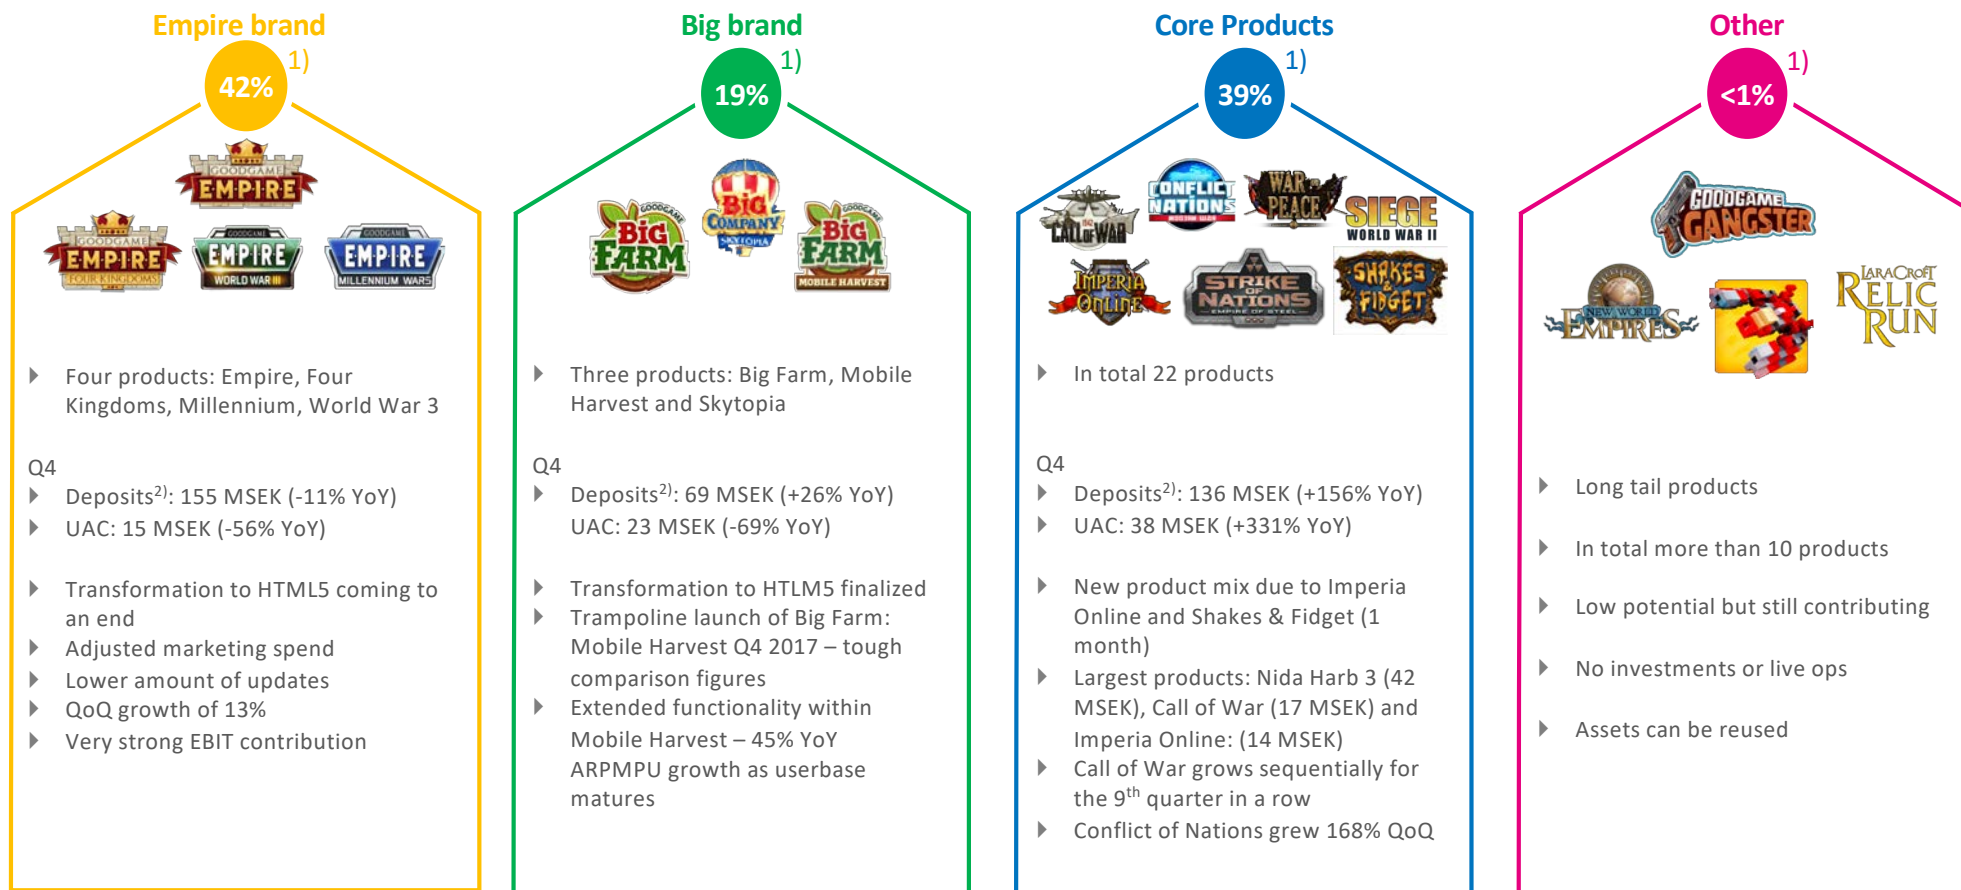 Empire brand
42%
1)
GOODGAME
EMPIRE
GOODGAME
EMPIRE
FOUR KINGDOMS
GOODGAME
EMPIRE
WORLD WAR III
GOODGAME
EMPIRE
MILLENNIUM WARS
Four products: Empire, Four
Kingdoms, Millennium, World War 3
Q4
Deposits2): 155 MSEK (-11% YoY)
UAC: 15 MSEK (-56% YoY)
Transformation to HTML5 coming to
an end
Adjusted marketing spend
Lower amount of updates
QoQ growth of 13%
Very strong EBIT contribution
Big brand
19%
1)
GOODGAME
BIG
FARM
BIG
COMPANY
SKYTOPIA
GOODGAME
BIG
FARM
MOBILE HARVEST
Three products: Big Farm, Mobile
Harvest and Skytopia
Q4
Deposits2): 69 MSEK (+26% YoY)
UAC: 23 MSEK (-69% YoY)
Transformation to HTLM5 finalized
Trampoline launch of Big Farm:
Mobile Harvest Q4 2017 – tough
comparison figures
Extended functionality within
Mobile Harvest – 45% YoY
ARPMPU growth as userbase
matures
Core Products
39%
1)
CALL OF WAR
CONFLICT
OF
NATIONS
MODERN WAR
WAR
AND
PEACE
SIEGE
WORLD WAR II
IMPERIA
ONLINE
STRIKE
OF
NATIONS
EMPIRE OF STEEL
SHAKES
&
FIDGET
In total 22 products
Q4
Deposits2): 136 MSEK (+156% YoY)
UAC: 38 MSEK (+331% YoY)
New product mix due to Imperia
Online and Shakes & Fidget (1
month)
Largest products: Nida Harb 3 (42
MSEK), Call of War (17 MSEK) and
Imperia Online: (14 MSEK)
Call of War grows sequentially for
the 9th quarter in a row
Conflict of Nations grew 168% QoQ
Other
<1%
1)
GOODGAME
GANGSTER
NEW WORLD
EMPIRES
LARA CROFT
RELIC
RUN
Long tail products
In total more than 10 products
Low potential but still contributing
No investments or live ops
Assets can be reused